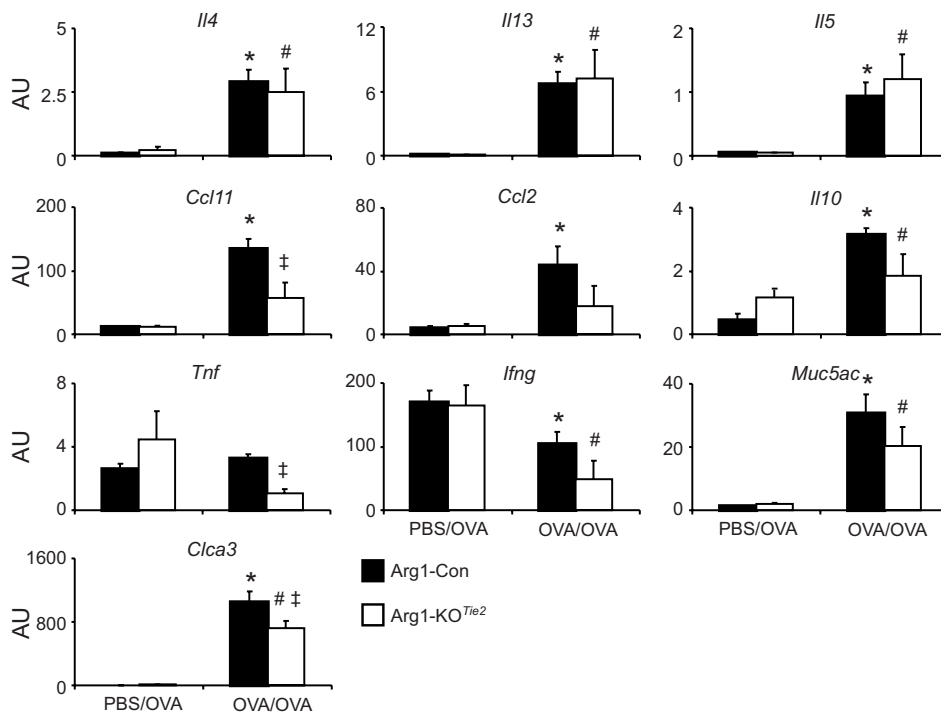 Il4
AU
5
2.5
0
*
#
Il13
12
6
0
*
#
Il5
2
1
0
*
#
Ccl11
AU
200
100
0
*
‡
Ccl2
80
40
0
*
Il10
4
2
0
*
#
Tnf
AU
8
4
0
‡
Ifng
200
100
0
*
#
PBS/OVA OVA/OVA
Muc5ac
40
20
0
*
#
PBS/OVA OVA/OVA
Clca3
AU
1600
800
0
*
# ‡
PBS/OVA OVA/OVA
Arg1-Con
Arg1-KO^Tie2